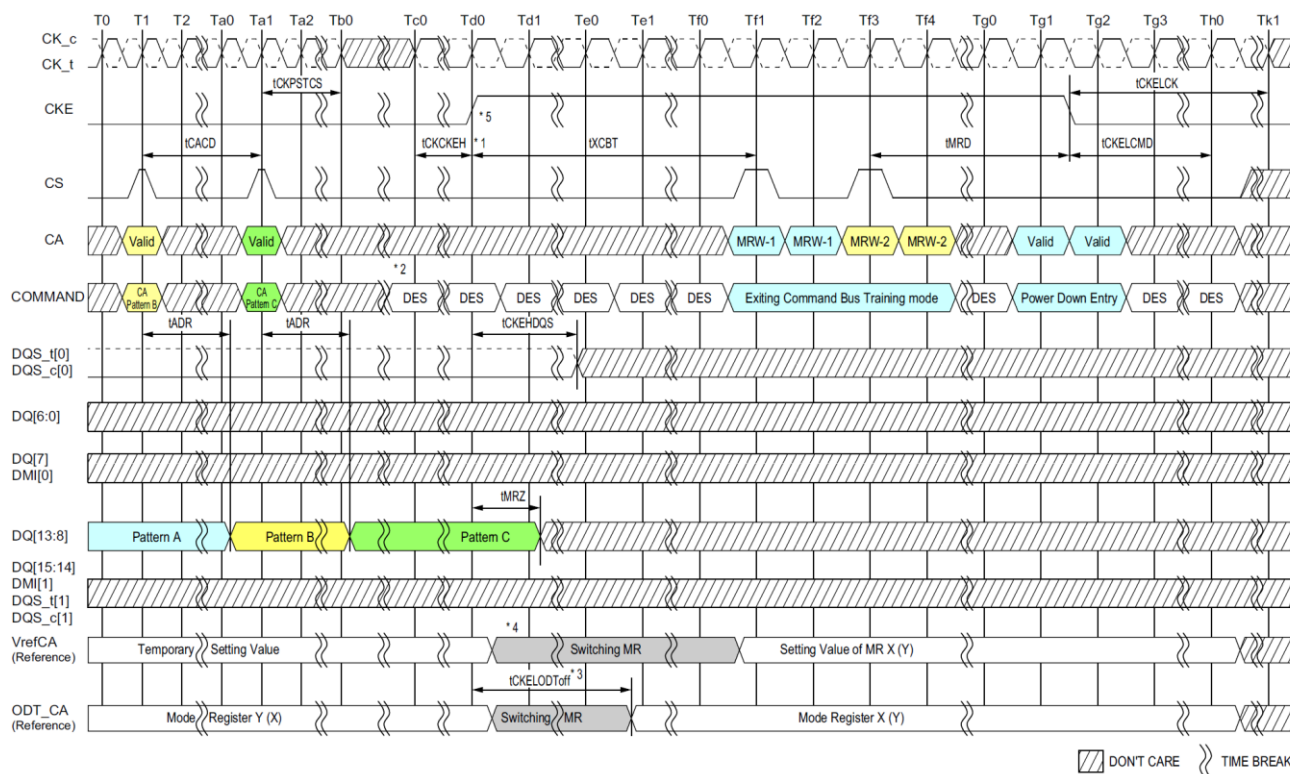 T0 T1 T2 Ta0 Ta1 Ta2 Tb0 Tc0 Td0 Td1 Te0 Te1 Tf0 Tf1 Tf2 Tf3 Tf4 Tg0 Tg1 Tg2 Tg3 Th0 Tk1
CK_c
CK_t
tCKPSTCS tCKELCK
CKE
* 5
tCACD tCKCKEH * 1 tXCBT tMRD tCKELCMD
CS
CA Valid Valid MRW-1 MRW-1 MRW-2 MRW-2 Valid Valid
* 2
COMMAND CA Pattern B CA Pattern C DES DES DES DES DES DES Exiting Command Bus Training mode DES Power Down Entry DES DES
tADR tADR tCKEHDQS
DQS_t[0]
DQS_c[0]
DQ[6:0]
DQ[7]
DMI[0]
tMRZ
DQ[13:8] Pattern A Pattern B Pattern C
DQ[15:14]
DMI[1]
DQS_t[1]
DQS_c[1]
* 4
VrefCA
(Reference)
Temporary Setting Value Switching MR Setting Value of MR X (Y)
tCKELODToff * 3
ODT_CA
(Reference)
Mode Register Y (X) Switching MR Mode Register X (Y)
DON'T CARE TIME BREAK